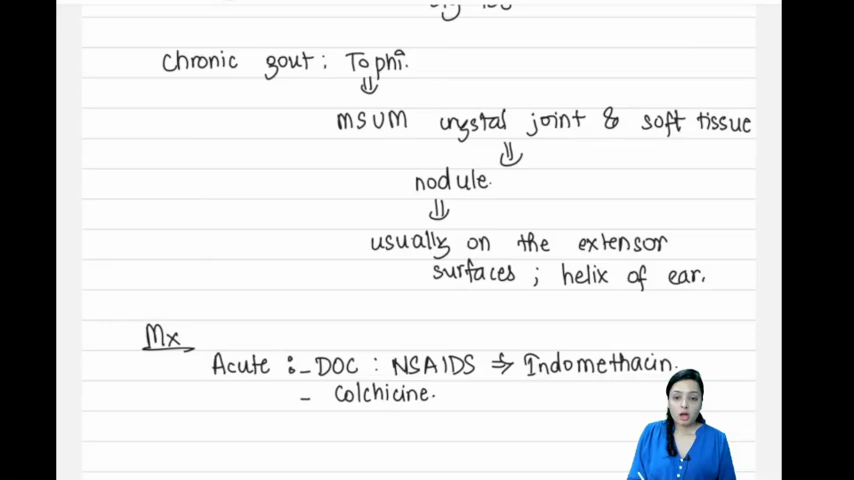 Chronic gout : Tophi.
⇓
MSUM crystal joint & soft tissue
⇓
nodule.
⇓
usually on the extensor
surfaces ; helix of ear.
Mx
Acute :- DOC : NSAIDS ⇒ Indomethacin.
- Colchicine.